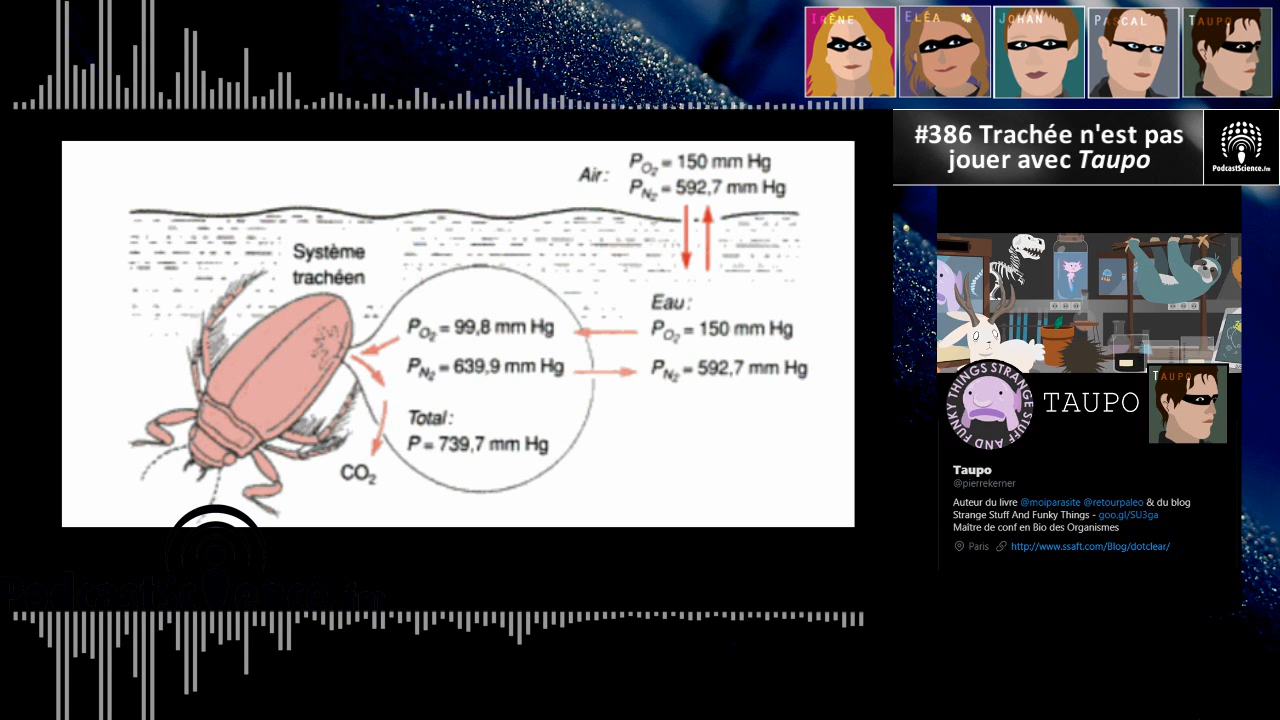 IRÈNE
ELÉA
JOHAN
PASCAL
TAUPO
#386 Trachée n'est pas
jouer avec Taupo
PodcastScience.fm
Air :
PO2 = 150 mm Hg
PN2 = 592,7 mm Hg
Système
trachéen
PO2 = 99,8 mm Hg
PN2 = 639,9 mm Hg
Total :
P = 739,7 mm Hg
CO2
Eau :
PO2 = 150 mm Hg
PN2 = 592,7 mm Hg
STRANGE STUFF AND FUNKY THINGS
TAUPO
TAUPO
Taupo
@pierrekerner
Auteur du livre @moiparasite @retourpaleo & du blog
Strange Stuff And Funky Things - goo.gl/SU3ga
Maître de conf en Bio des Organismes
Paris http://www.ssaft.com/Blog/dotclear/